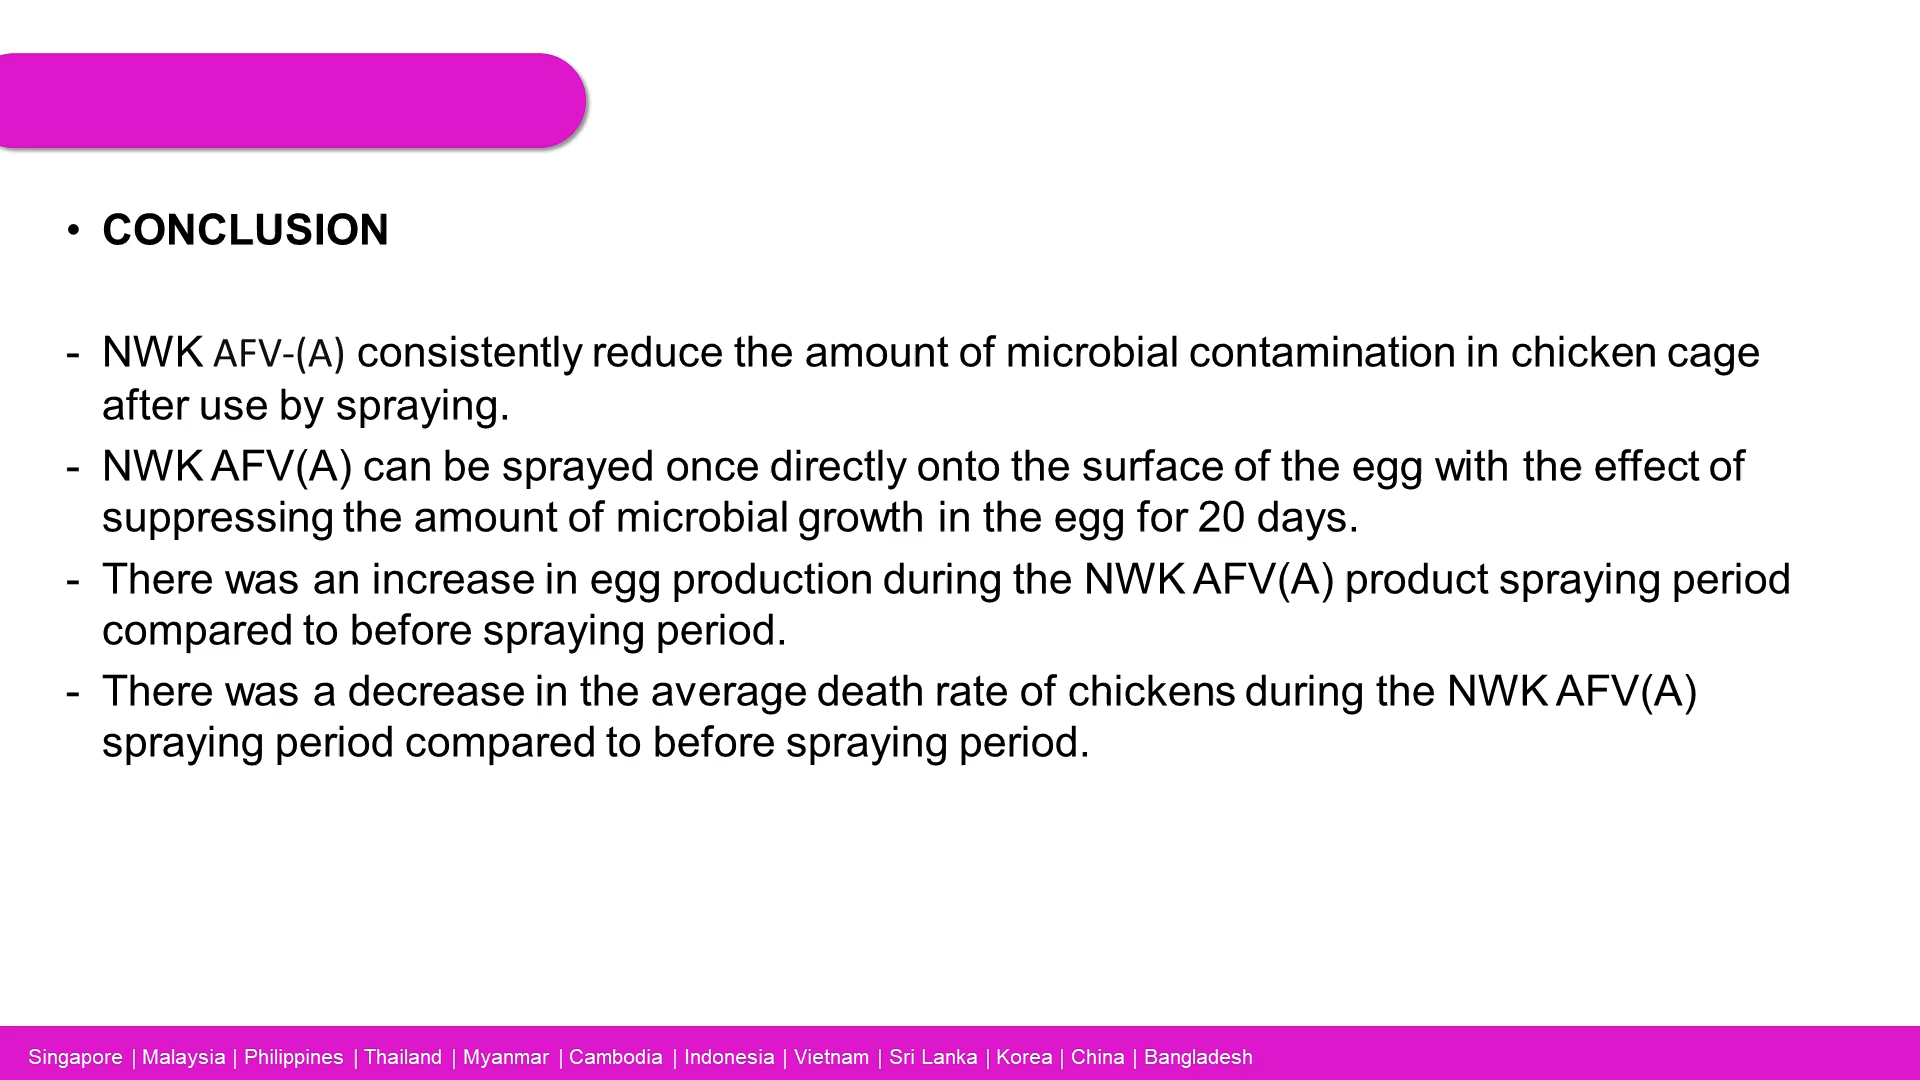 • CONCLUSION
- NWK AFV-(A) consistently reduce the amount of microbial contamination in chicken cage
after use by spraying.
- NWK AFV(A) can be sprayed once directly onto the surface of the egg with the effect of
suppressing the amount of microbial growth in the egg for 20 days.
- There was an increase in egg production during the NWK AFV(A) product spraying period
compared to before spraying period.
- There was a decrease in the average death rate of chickens during the NWK AFV(A)
spraying period compared to before spraying period.
Singapore | Malaysia | Philippines | Thailand | Myanmar | Cambodia | Indonesia | Vietnam | Sri Lanka | Korea | China | Bangladesh